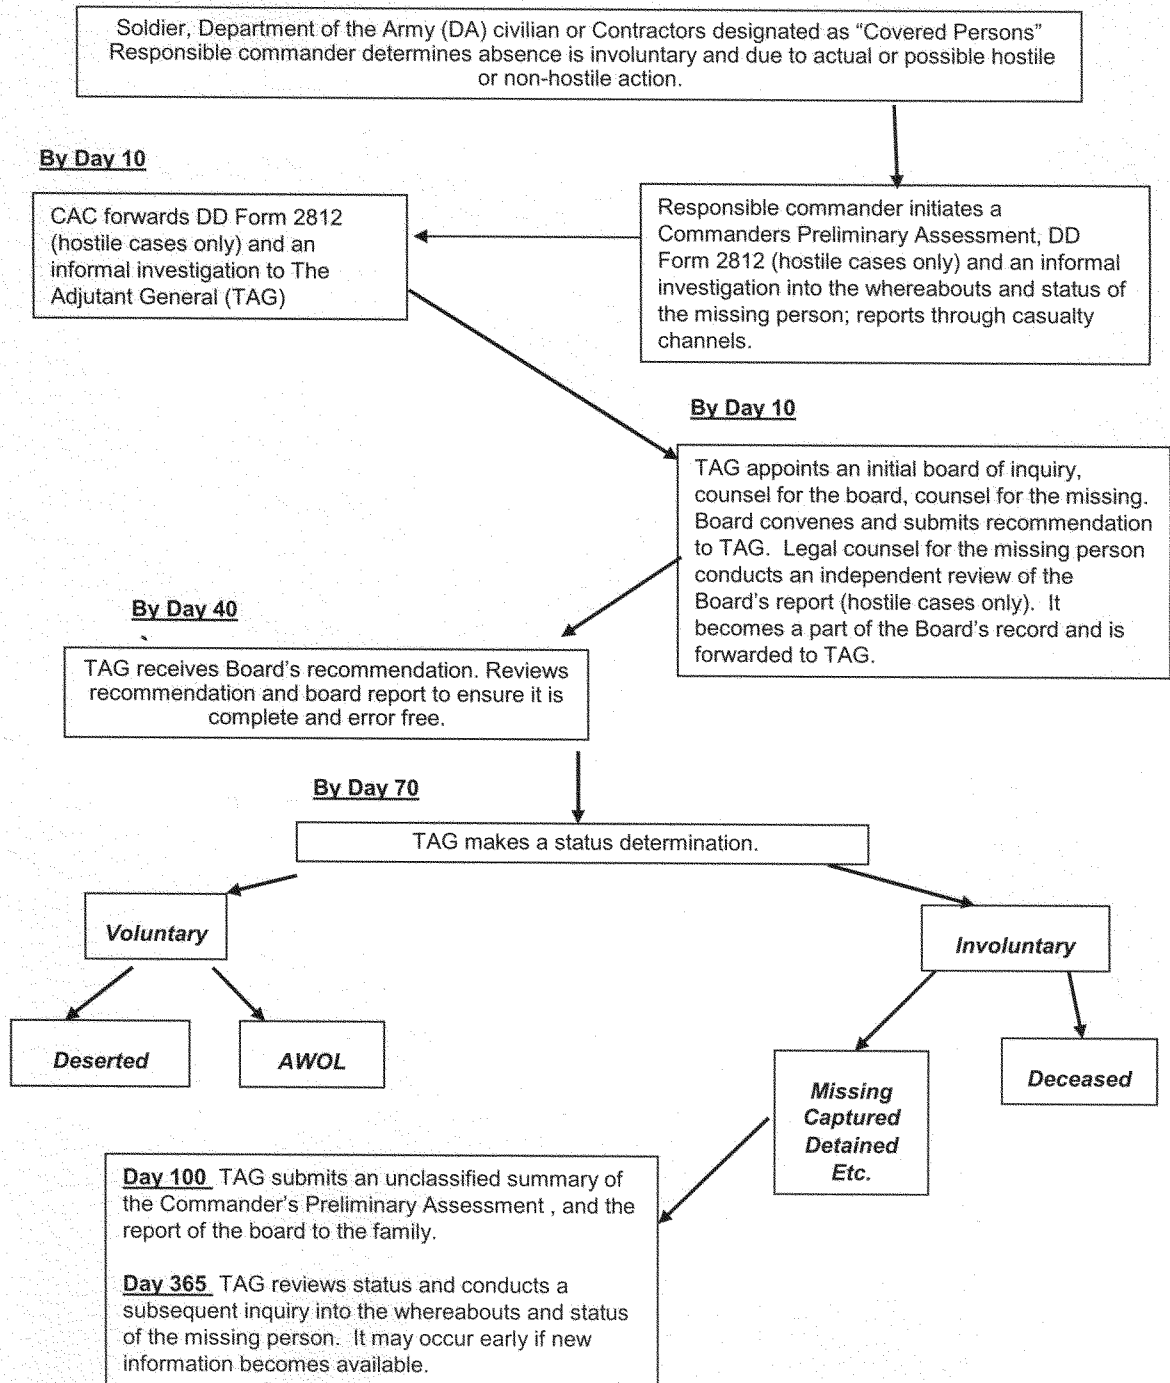 Soldier, Department of the Army (DA) civilian or Contractors designated as “Covered Persons”
Responsible commander determines absence is involuntary and due to actual or possible hostile
or non-hostile action.
By Day 10
CAC forwards DD Form 2812
(hostile cases only) and an
informal investigation to The
Adjutant General (TAG)
Responsible commander initiates a
Commanders Preliminary Assessment, DD
Form 2812 (hostile cases only) and an informal
investigation into the whereabouts and status of
the missing person; reports through casualty
channels.
By Day 10
TAG appoints an initial board of inquiry,
counsel for the board, counsel for the missing.
Board convenes and submits recommendation
to TAG. Legal counsel for the missing person
conducts an independent review of the
Board’s report (hostile cases only). It
becomes a part of the Board’s record and is
forwarded to TAG.
By Day 40
TAG receives Board’s recommendation. Reviews
recommendation and board report to ensure it is
complete and error free.
By Day 70
TAG makes a status determination.
Voluntary
Involuntary
Deserted
AWOL
Missing
Captured
Detained
Etc.
Deceased
Day 100 TAG submits an unclassified summary of
the Commander’s Preliminary Assessment , and the
report of the board to the family.
Day 365 TAG reviews status and conducts a
subsequent inquiry into the whereabouts and status
of the missing person. It may occur early if new
information becomes available.